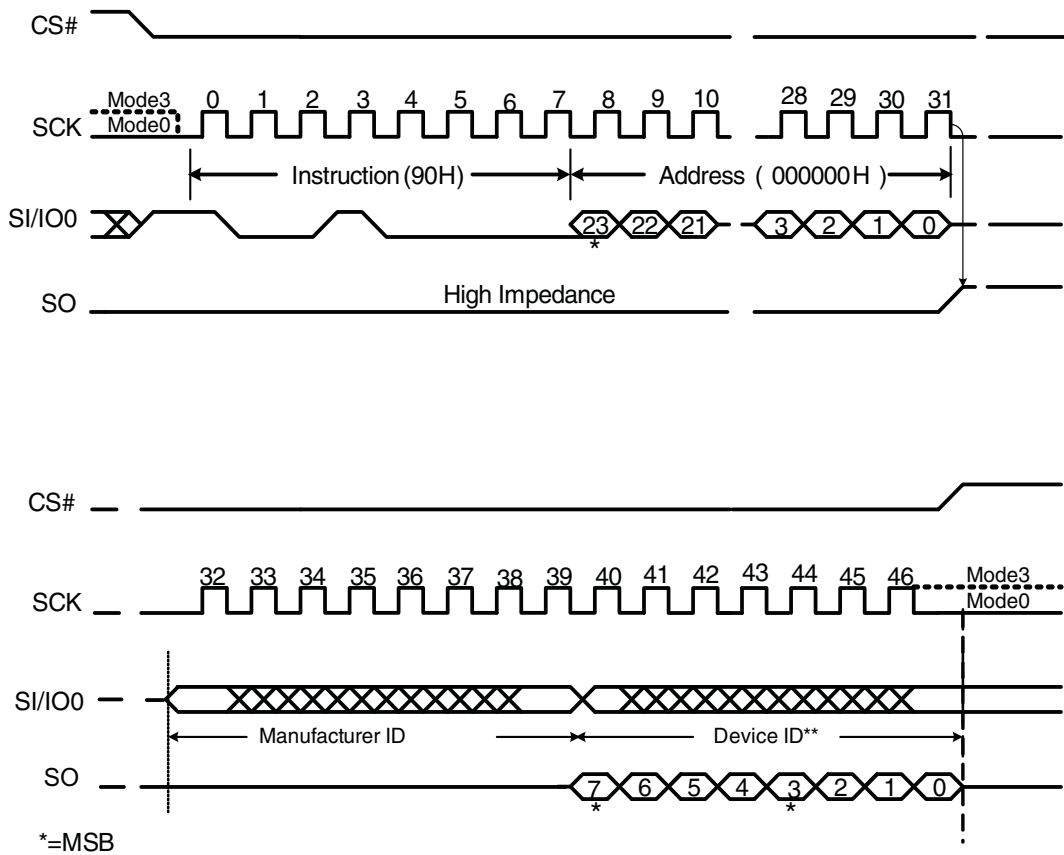 CS#
Mode3
Mode0
SCK
0 1 2 3 4 5 6 7 8 9 10 28 29 30 31
Instruction (90H) Address ( 000000H )
SI/IO0
23 22 21 3 2 1 0
*
SO
High Impedance
CS#
32 33 34 35 36 37 38 39 40 41 42 43 44 45 46
Mode3
Mode0
SCK
SI/IO0
Manufacturer ID Device ID**
SO
7 6 5 4 3 2 1 0
* *
*=MSB